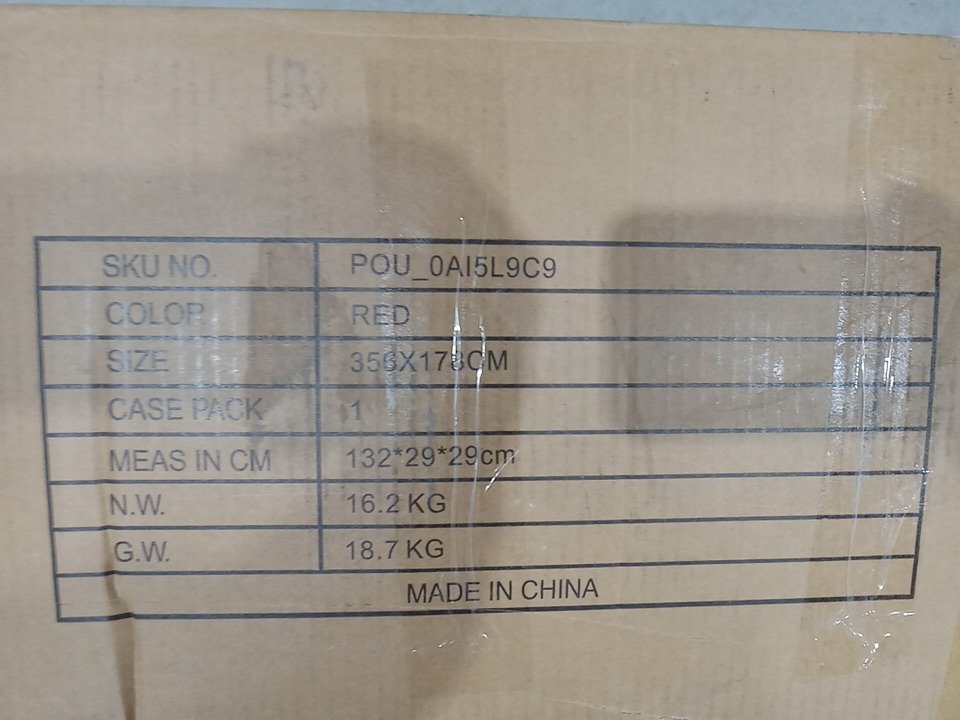 SKU NO. POU_0AI5L9C9
COLOR RED
SIZE 356X178CM
CASE PACK 1
MEAS IN CM 132*29*29cm
N.W. 16.2 KG
G.W. 18.7 KG
MADE IN CHINA